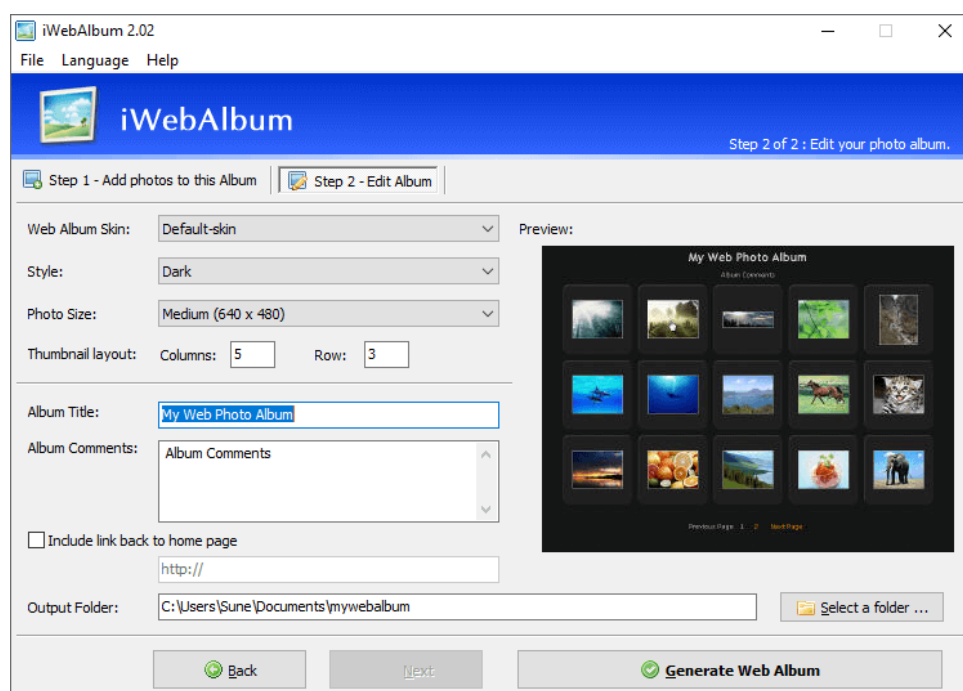 iWebAlbum 2.02
File Language Help
iWebAlbum
Step 2 of 2 : Edit your photo album.
Step 1 - Add photos to this Album
Step 2 - Edit Album
Web Album Skin: Default-skin
Preview:
Style: Dark
Photo Size: Medium (640 x 480)
Thumbnail layout: Columns: 5 Row: 3
My Web Photo Album
Album Comments
Previous Page 1 2 Next Page
Album Title: My Web Photo Album
Album Comments: Album Comments
Include link back to home page
http://
Output Folder: C:\Users\Sune\Documents\mywebalbum
Select a folder ...
Back
Next
Generate Web Album